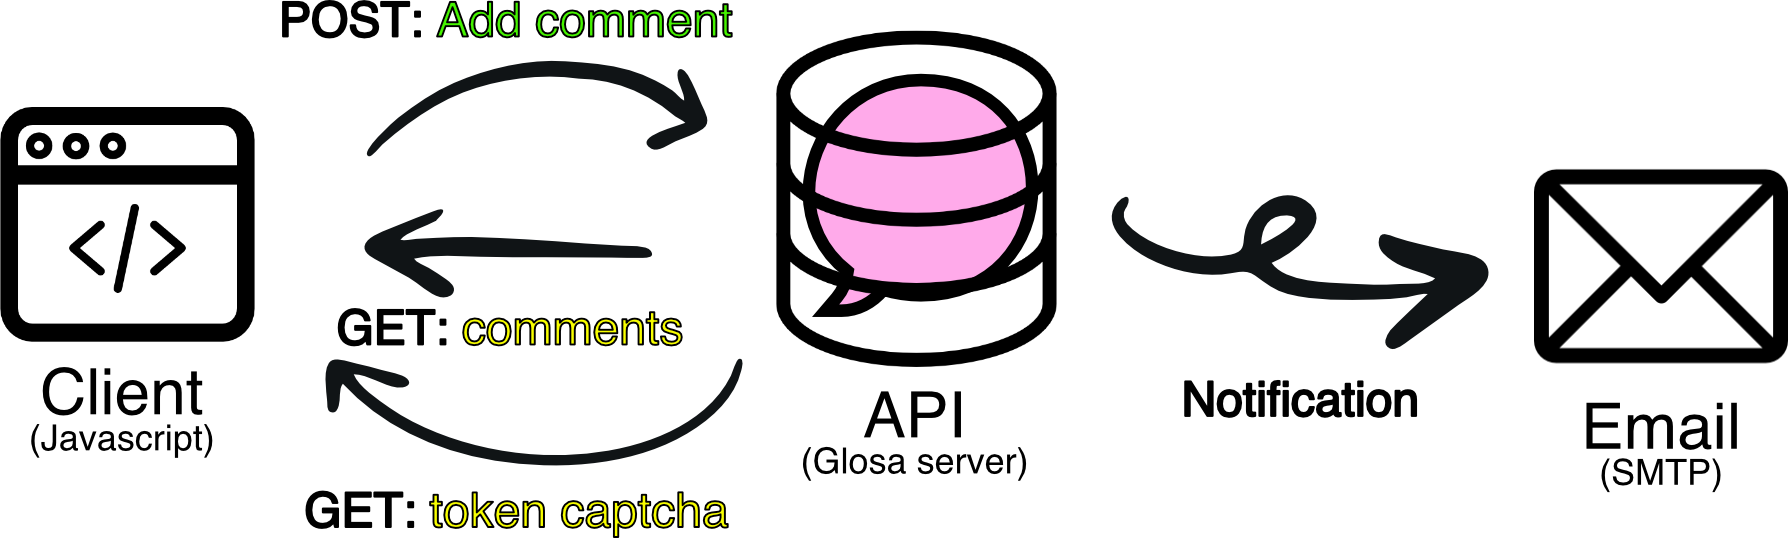 POST: Add comment
</>
GET: comments
Client
(Javascript)
API
(Glosa server)
GET: token captcha
Notification
Email
(SMTP)